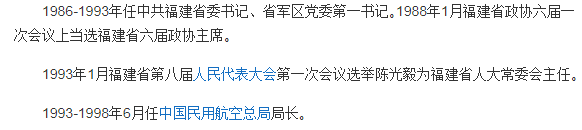 1986-1993年任中共福建省委书记、省军区党委第一书记。1988年1月福建省政协六届一
次会议上当选福建省六届政协主席。
1993年1月福建省第八届人民代表大会第一次会议选举陈光毅为福建省人大常委会主任。
1993-1998年6月任中国民用航空总局局长。